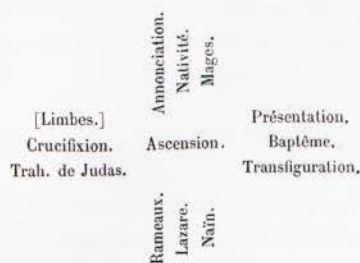 Annonciation.
Nativité.
Mages.
[Limbes.]
Crucifixion.
Trah. de Judas.
Ascension.
Présentation.
Baptême.
Transfiguration.
Rameaux.
Lazare.
Naïn.